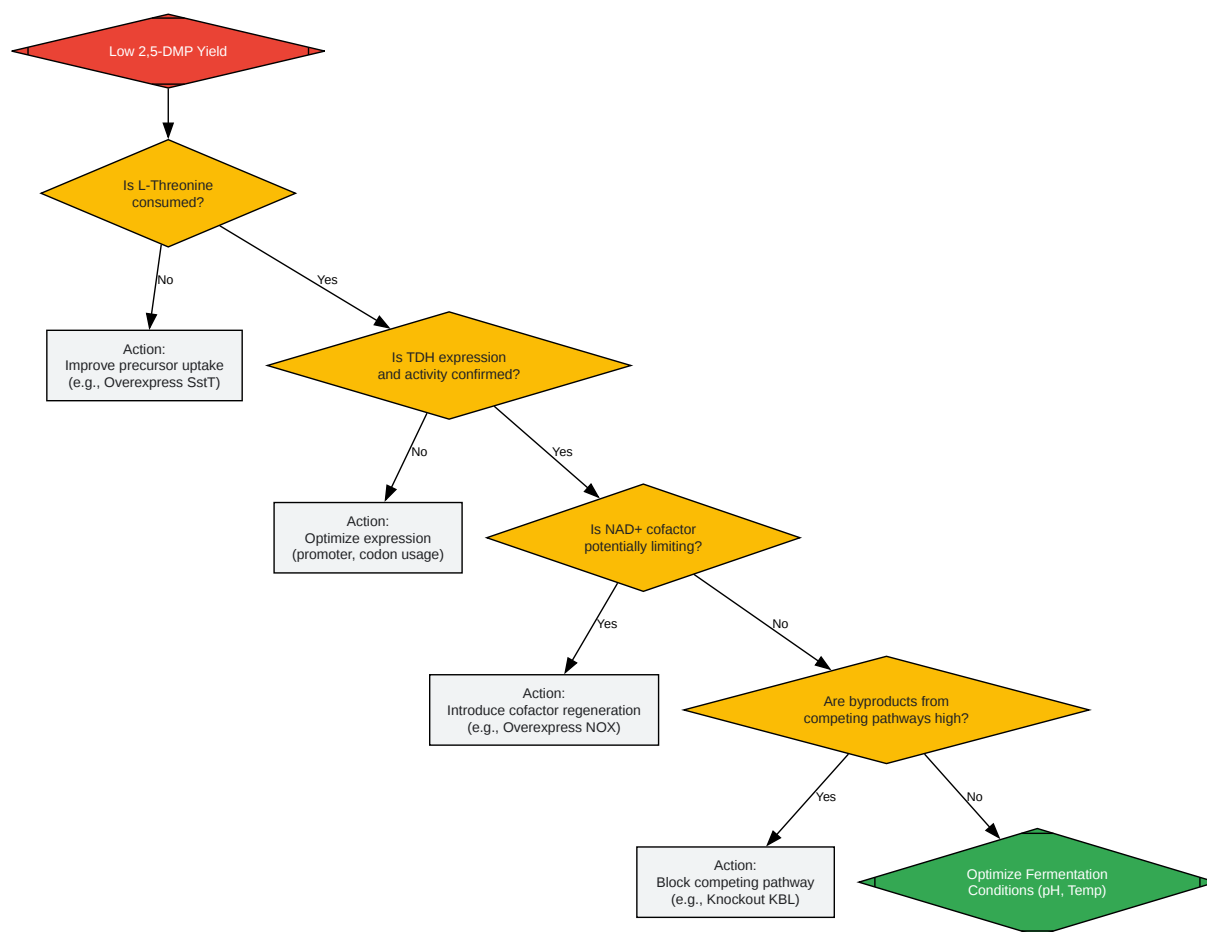 Low 2,5-DMP Yield
Is L-Threonine
consumed?
No
Yes
Action:
Improve precursor uptake
(e.g., Overexpress SstT)
Is TDH expression
and activity confirmed?
No
Yes
Action:
Optimize expression
(promoter, codon usage)
Is NAD+ cofactor
potentially limiting?
Yes
No
Action:
Introduce cofactor regeneration
(e.g., Overexpress NOX)
Are byproducts from
competing pathways high?
Yes
No
Action:
Block competing pathway
(e.g., Knockout KBL)
Optimize Fermentation
Conditions (pH, Temp)